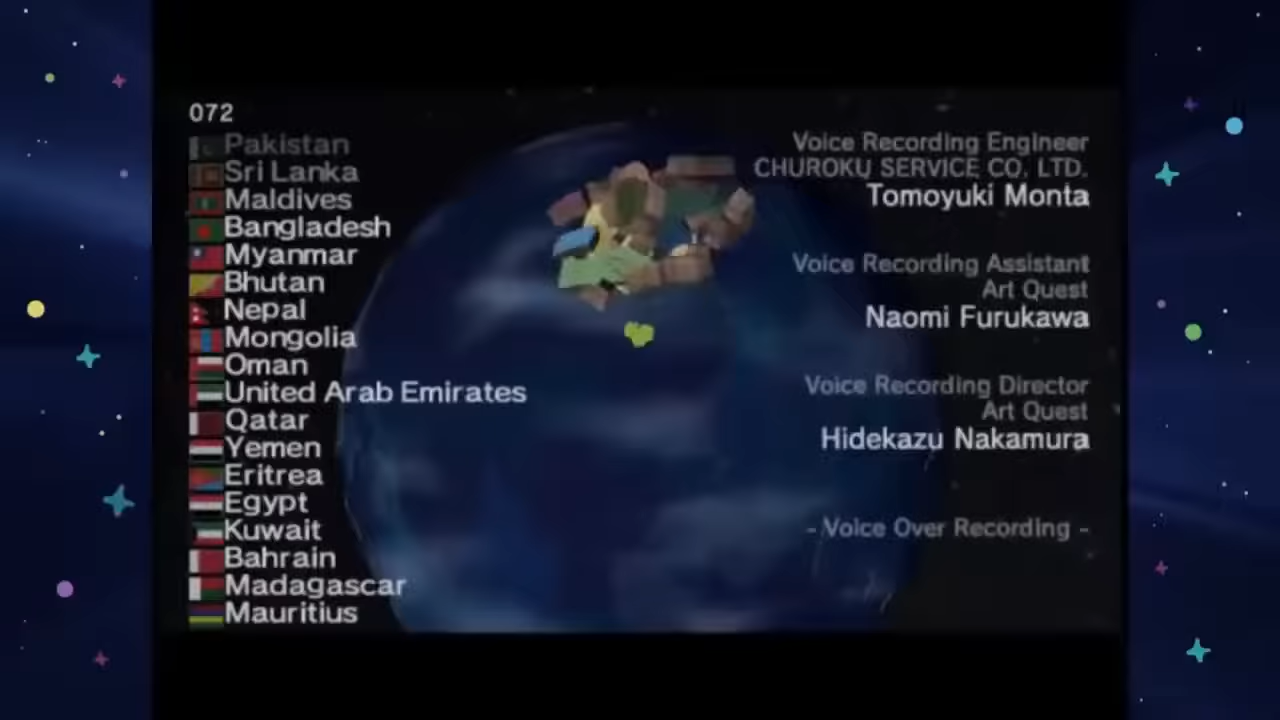 072
Pakistan
Sri Lanka
Maldives
Bangladesh
Myanmar
Bhutan
Nepal
Mongolia
Oman
United Arab Emirates
Qatar
Yemen
Eritrea
Egypt
Kuwait
Bahrain
Madagascar
Mauritius
Voice Recording Engineer
CHUROKU SERVICE CO. LTD.
Tomoyuki Monta
Voice Recording Assistant
Art Quest
Naomi Furukawa
Voice Recording Director
Art Quest
Hidekazu Nakamura
- Voice Over Recording -